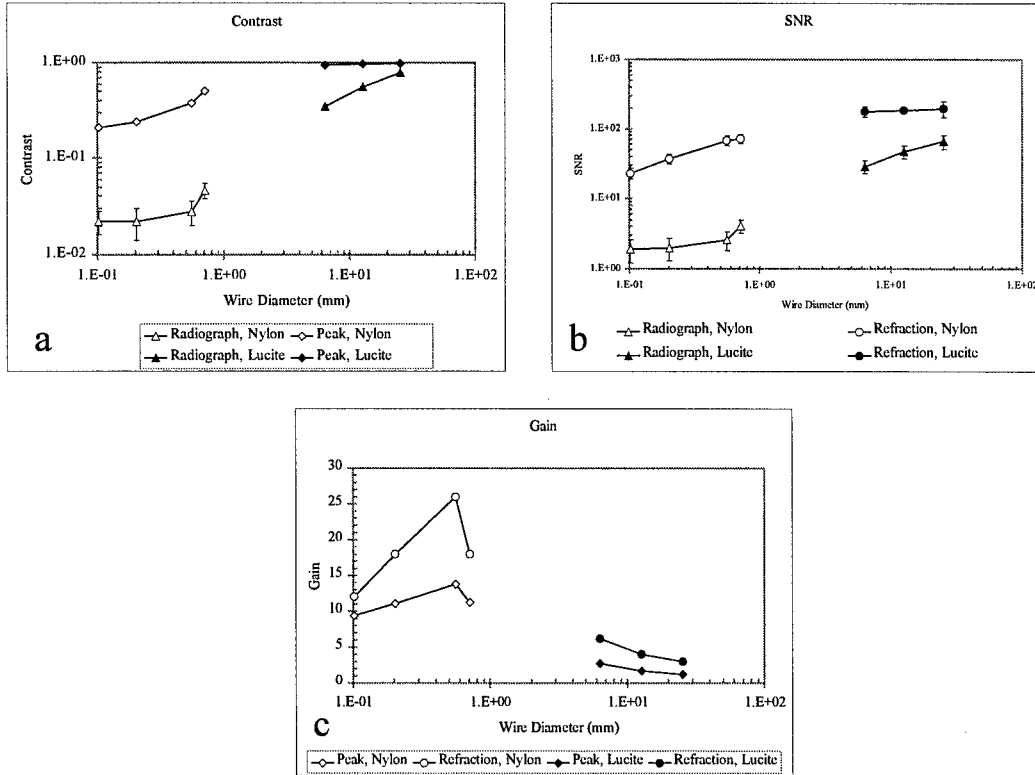 Contrast
1.E+00
1.E-01
1.E-02
Contrast
1.E-01 1.E+00 1.E+01 1.E+02
Wire Diameter (mm)
a
Radiograph, Nylon Peak, Nylon
Radiograph, Lucite Peak, Lucite
SNR
1.E+03
1.E+02
1.E+01
1.E+00
SNR
1.E-01 1.E+00 1.E+01 1.E+02
Wire Diameter (mm)
b
Radiograph, Nylon Refraction, Nylon
Radiograph, Lucite Refraction, Lucite
Gain
30
25
20
15
10
5
0
Gain
1.E-01 1.E+00 1.E+01 1.E+02
Wire Diameter (mm)
c
Peak, Nylon Refraction, Nylon Peak, Lucite Refraction, Lucite